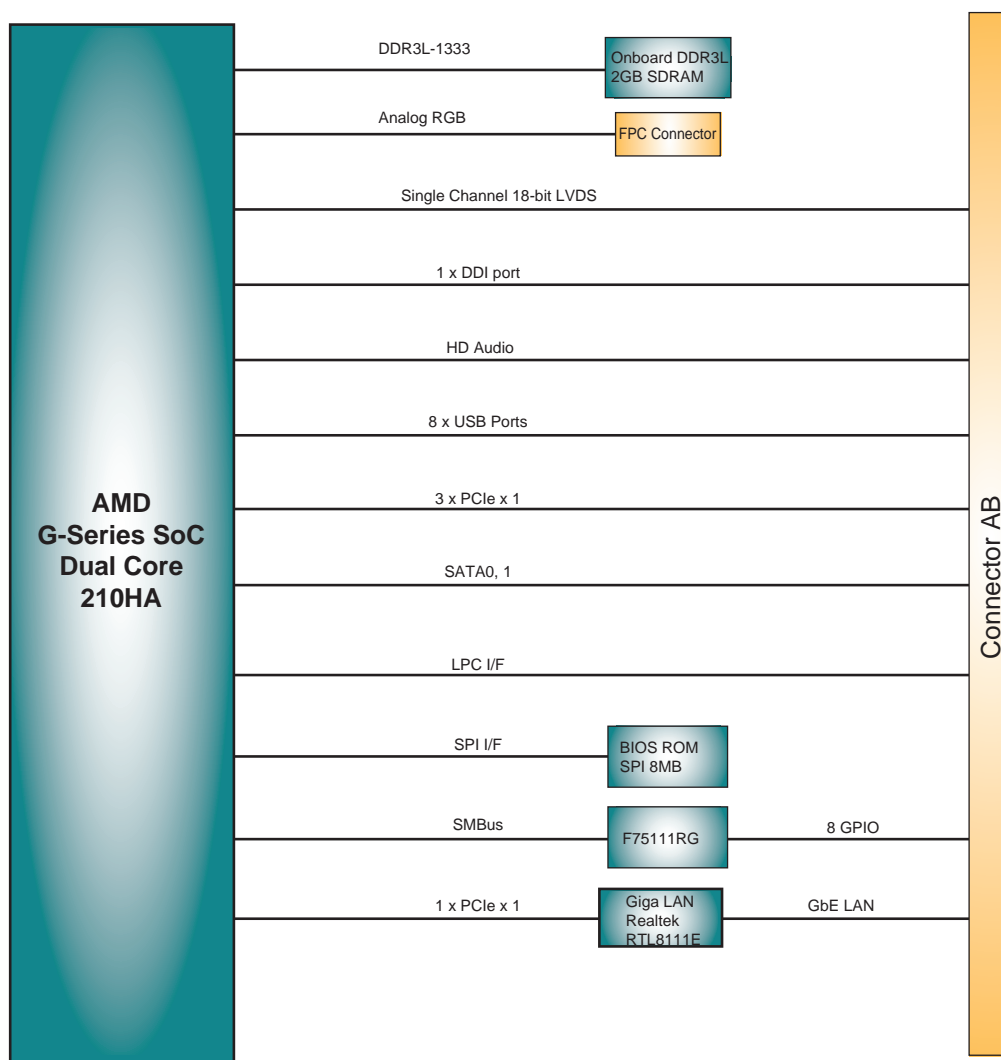 DDR3L-1333
Onboard DDR3L
2GB SDRAM
Analog RGB
FPC Connector
Single Channel 18-bit LVDS
1 x DDI port
HD Audio
8 x USB Ports
AMD
G-Series SoC
Dual Core
210HA
3 x PCIe x 1
SATA0, 1
Connector AB
LPC I/F
SPI I/F
BIOS ROM
SPI 8MB
SMBus
F75111RG
8 GPIO
1 x PCIe x 1
Giga LAN
Realtek
RTL8111E
GbE LAN